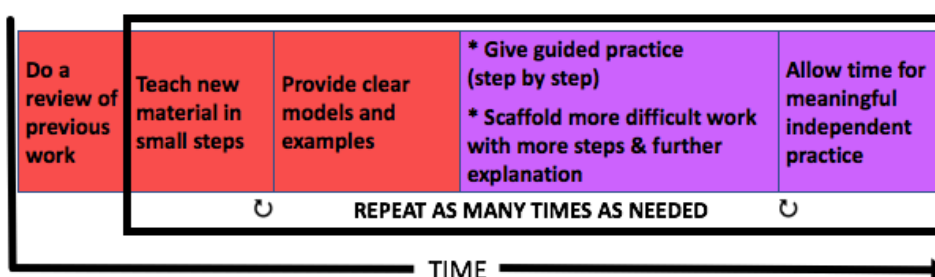 Do a
review of
previous
work
Teach new
material in
small steps
Provide clear
models and
examples
* Give guided practice
(step by step)
* Scaffold more difficult work
with more steps & further
explanation
Allow time for
meaningful
independent
practice
↻ REPEAT AS MANY TIMES AS NEEDED ↻
TIME